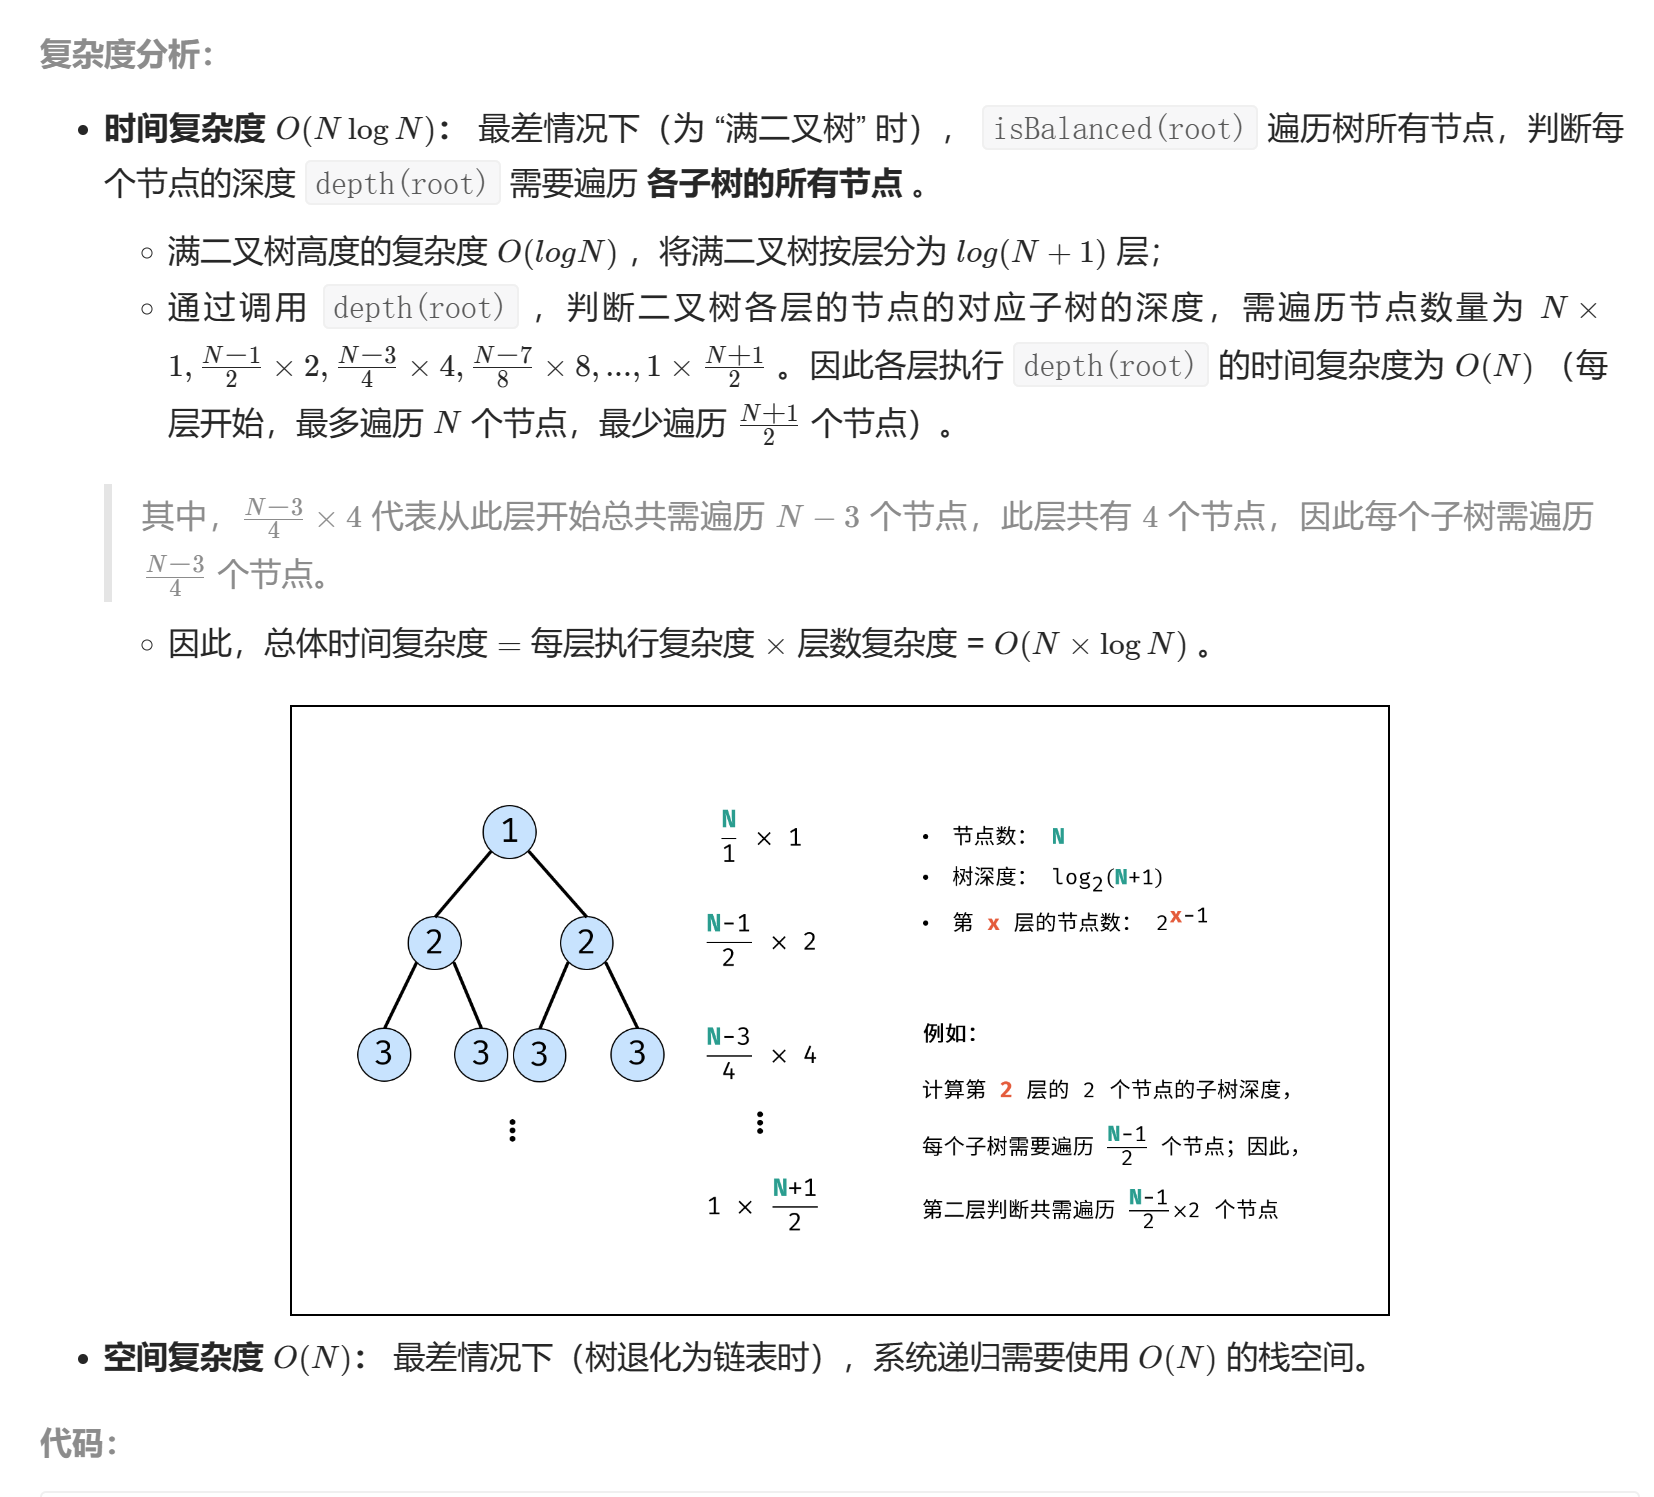 复杂度分析：
• 时间复杂度 O(N log N)： 最差情况下（为 “满二叉树” 时）， isBalanced(root) 遍历树所有节点，判断每
个节点的深度 depth(root) 需要遍历 各子树的所有节点 。
◦ 满二叉树高度的复杂度 O(logN) ，将满二叉树按层分为 log(N + 1) 层；
◦ 通过调用 depth(root) ，判断二叉树各层的节点的对应子树的深度，需遍历节点数量为 N ×
1, \frac{N-1}{2} × 2, \frac{N-3}{4} × 4, \frac{N-7}{8} × 8, ..., 1 × \frac{N+1}{2} 。因此各层执行 depth(root) 的时间复杂度为 O(N) （每
层开始，最多遍历 N 个节点，最少遍历 \frac{N+1}{2} 个节点）。
其中，\frac{N-3}{4} × 4 代表从此层开始总共需遍历 N − 3 个节点，此层共有 4 个节点，因此每个子树需遍历
\frac{N-3}{4} 个节点。
◦ 因此，总体时间复杂度 = 每层执行复杂度 × 层数复杂度 = O(N × log N) 。
1
2 2
3 3 3 3
⋮
\frac{N}{1} × 1
\frac{N-1}{2} × 2
\frac{N-3}{4} × 4
⋮
1 × \frac{N+1}{2}
• 节点数： N
• 树深度： log₂(N+1)
• 第 x 层的节点数： 2^{x-1}
例如：
计算第 2 层的 2 个节点的子树深度，
每个子树需要遍历 \frac{N-1}{2} 个节点；因此，
第二层判断共需遍历 \frac{N-1}{2}×2 个节点
• 空间复杂度 O(N)： 最差情况下（树退化为链表时），系统递归需要使用 O(N) 的栈空间。
代码：